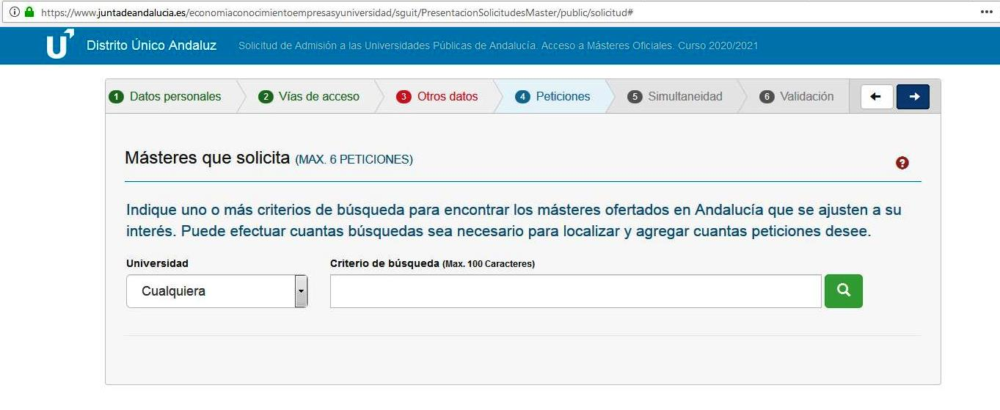 https://www.juntadeandalucia.es/economiaconocimientoempresasyuniversidad/sguit/PresentacionSolicitudesMaster/public/solicitud#
Distrito Único Andaluz Solicitud de Admisión a las Universidades Públicas de Andalucía. Acceso a Másteres Oficiales. Curso 2020/2021
1 Datos personales 2 Vías de acceso 3 Otros datos 4 Peticiones 5 Simultaneidad 6 Validación
Másteres que solicita (MAX. 6 PETICIONES)
Indique uno o más criterios de búsqueda para encontrar los másteres ofertados en Andalucía que se ajusten a su
interés. Puede efectuar cuantas búsquedas sea necesario para localizar y agregar cuantas peticiones desee.
Universidad Criterio de búsqueda (Max. 100 Caracteres)
Cualquiera